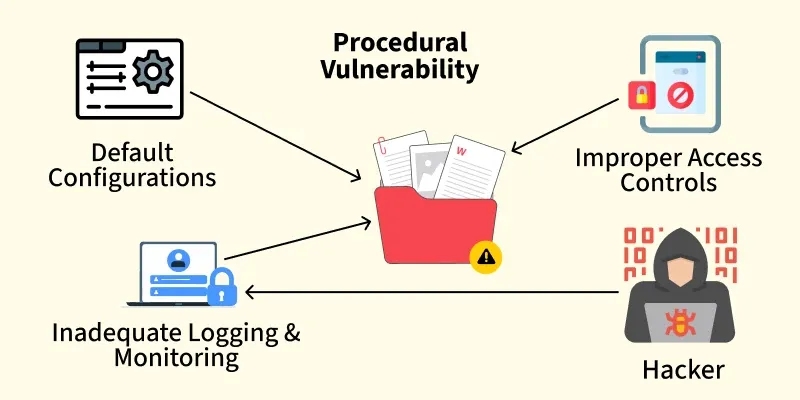 Procedural
Vulnerability
Default
Configurations
W
Improper Access
Controls
Inadequate Logging &
Monitoring
Hacker